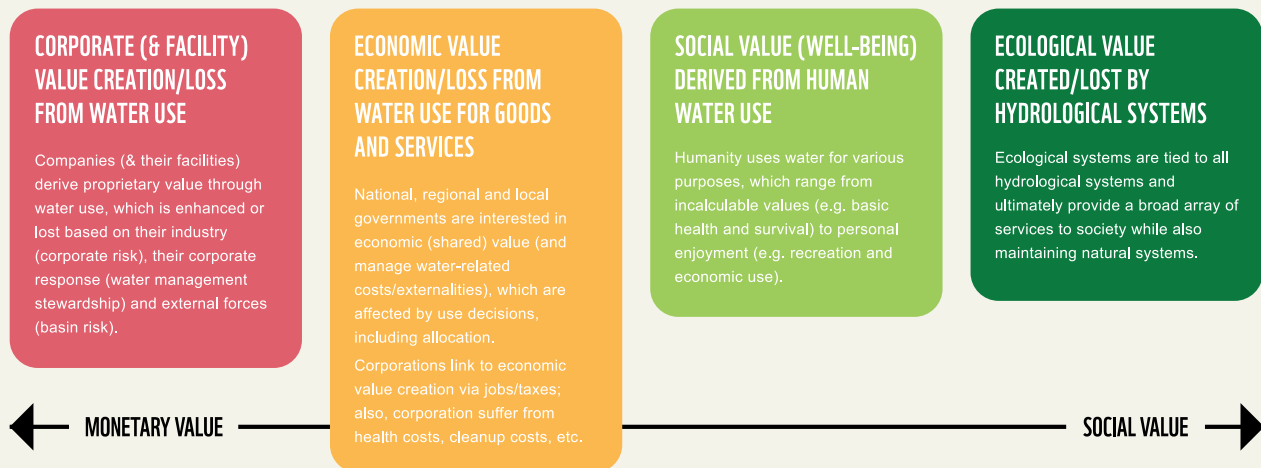 CORPORATE (& FACILITY)
VALUE CREATION/LOSS
FROM WATER USE
Companies (& their facilities)
derive proprietary value through
water use, which is enhanced or
lost based on their industry
(corporate risk), their corporate
response (water management
stewardship) and external forces
(basin risk).
ECONOMIC VALUE
CREATION/LOSS FROM
WATER USE FOR GOODS
AND SERVICES
National, regional and local
governments are interested in
economic (shared) value (and
manage water-related
costs/externalities), which are
affected by use decisions,
including allocation.
Corporations link to economic
value creation via jobs/taxes;
also, corporation suffer from
health costs, cleanup costs, etc.
SOCIAL VALUE (WELL-BEING)
DERIVED FROM HUMAN
WATER USE
Humanity uses water for various
purposes, which range from
incalculable values (e.g. basic
health and survival) to personal
enjoyment (e.g. recreation and
economic use).
ECOLOGICAL VALUE
CREATED/LOST BY
HYDROLOGICAL SYSTEMS
Ecological systems are tied to all
hydrological systems and
ultimately provide a broad array of
services to society while also
maintaining natural systems.
MONETARY VALUE
SOCIAL VALUE